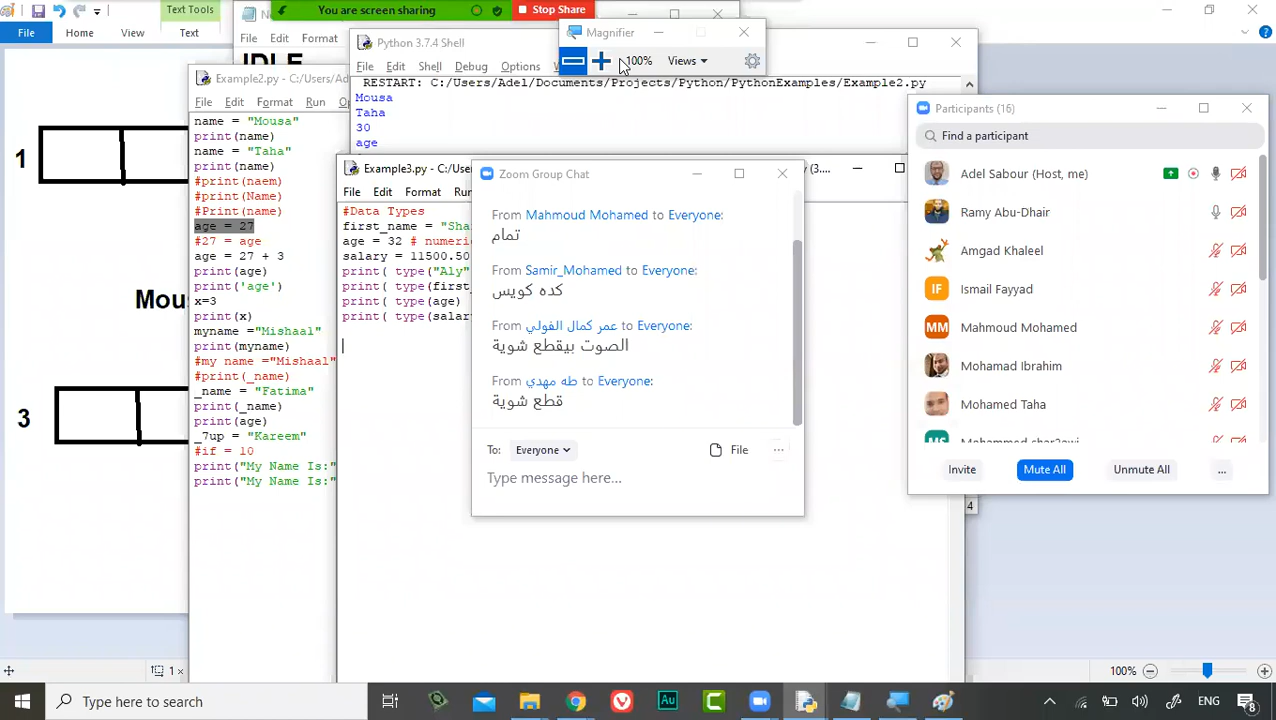 Text Tools
File
Home
View
Text
You are screen sharing
Stop Share
File
Edit
Format
IDLE
Magnifier
100%
Views
Python 3.7.4 Shell
File
Edit
Shell
Debug
Options
RESTART: C:/Users/Adel/Documents/Projects/Python/PythonExamples/Example2.py
Mousa
Taha
30
age
Example2.py - C:/Users/Ad
File
Edit
Format
Run
name = "Mousa"
print(name)
name = "Taha"
print(name)
#print(naem)
#print(Name)
#Print(name)
age = 27
#27 = age
age = 27 + 3
print(age)
print('age')
x=3
print(x)
myname ="Mishaal"
print(myname)
#my name ="Mishaal"
#print(_name)
_name = "Fatima"
print(_name)
print(age)
_7up = "Kareem"
#if = 10
print("My Name Is:"
print("My Name Is:"
1
3
Example3.py - C:/Use
(3....
File
Edit
Format
#Data Types
age = 32 # numeric
salary = 11500.50
print( type("Aly"
print( type(first_
print( type(age)
Zoom Group Chat
From Mahmoud Mohamed to Everyone:
تمام
From Samir_Mohamed to Everyone:
كده كويس
From عمر كمال الفولي to Everyone:
الصوت بيقطع شوية
From طه مهدي to Everyone:
قطع شوية
To:
Everyone
File
...
Type message here...
Participants (16)
Find a participant
Adel Sabour (Host, me)
Ramy Abu-Dhair
Amgad Khaleel
IF
Ismail Fayyad
MM
Mahmoud Mohamed
Mohamad Ibrahim
Mohamed Taha
Invite
Mute All
Unmute All
...
4
1 ×
100%
Type here to search
Au
C
ENG
8